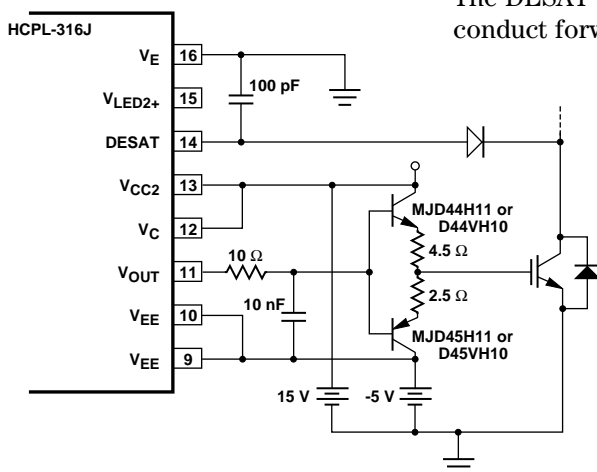 The DESAT
conduct forw
HCPL-316J
VE 16
100 pF
VLED2+ 15
DESAT 14
VCC2 13
VC 12
MJD44H11 or
D44VH10
4.5 Ω
10 Ω
VOUT 11
2.5 Ω
10 nF
VEE 10
MJD45H11 or
D45VH10
VEE 9
15 V
-5 V